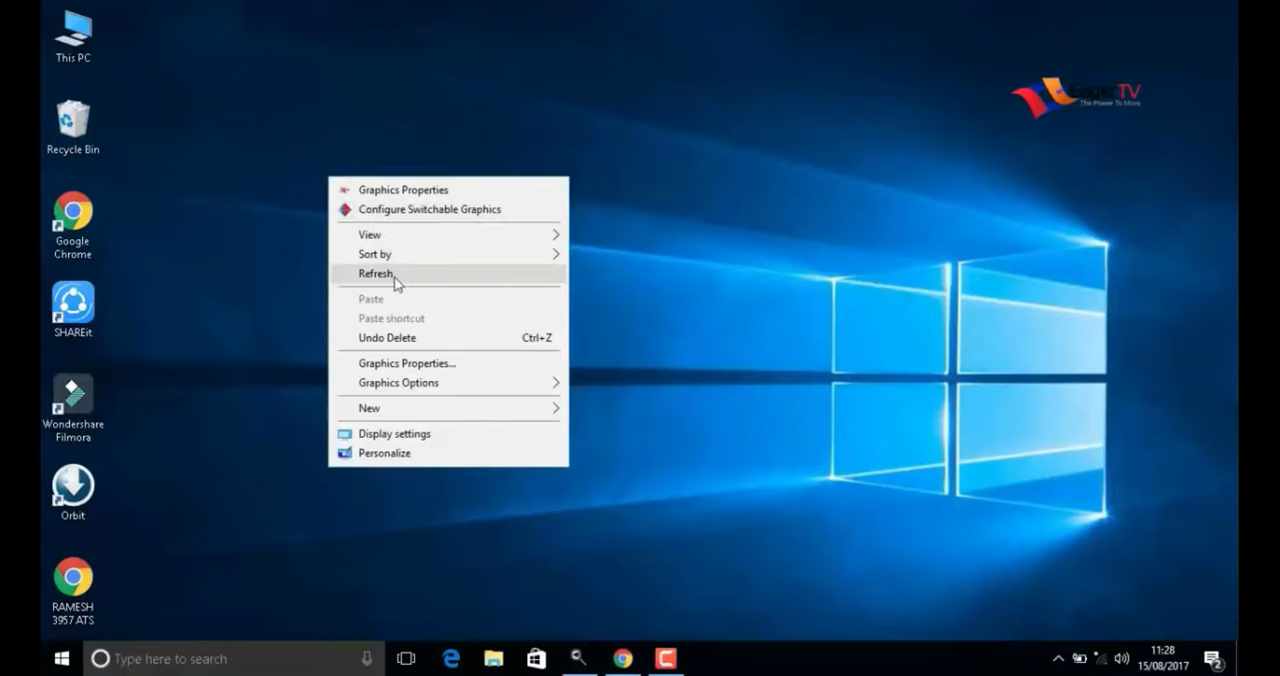 This PC
Recycle Bin
Google
Chrome
SHAREit
Wondershare
Filmora
Orbit
RAMESH
3957 ATS
EagerTV
The Power To Move
Graphics Properties
Configure Switchable Graphics
View
Sort by
Refresh
Paste
Paste shortcut
Undo Delete Ctrl+Z
Graphics Properties...
Graphics Options
New
Display settings
Personalize
Type here to search
11:28
15/08/2017
2